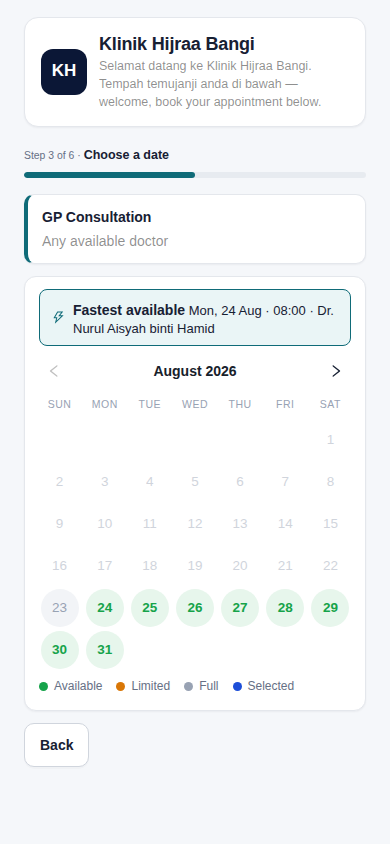 KH
Klinik Hijraa Bangi
Selamat datang ke Klinik Hijraa Bangi.
Tempah temujanji anda di bawah —
welcome, book your appointment below.
Step 3 of 6 · Choose a date
GP Consultation
Any available doctor
Fastest available Mon, 24 Aug · 08:00 · Dr.
Nurul Aisyah binti Hamid
August 2026
SUN MON TUE WED THU FRI SAT
1
2 3 4 5 6 7 8
9 10 11 12 13 14 15
16 17 18 19 20 21 22
23 24 25 26 27 28 29
30 31
Available Limited Full Selected
Back